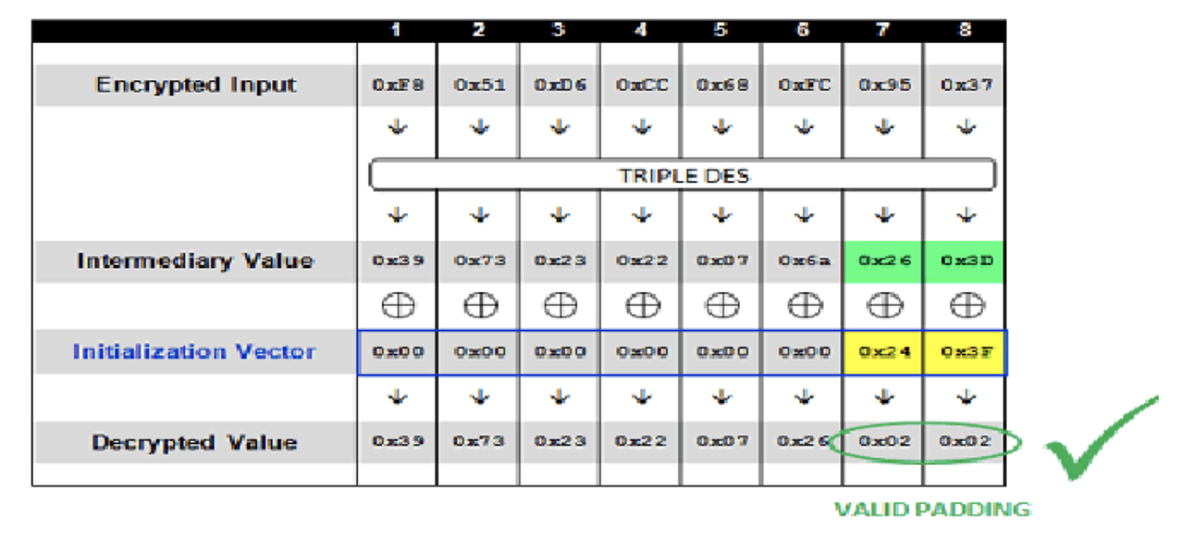 1 2 3 4 5 6 7 8
Encrypted Input 0xF8 0x51 0xD6 0xCC 0x68 0xFC 0x95 0x37
TRIPLE DES
Intermediary Value 0x39 0x73 0x23 0x22 0x07 0x6a 0x26 0x3D
Initialization Vector 0x00 0x00 0x00 0x00 0x00 0x00 0x24 0x3F
Decrypted Value 0x39 0x73 0x23 0x22 0x07 0x26 0x02 0x02
VALID PADDING